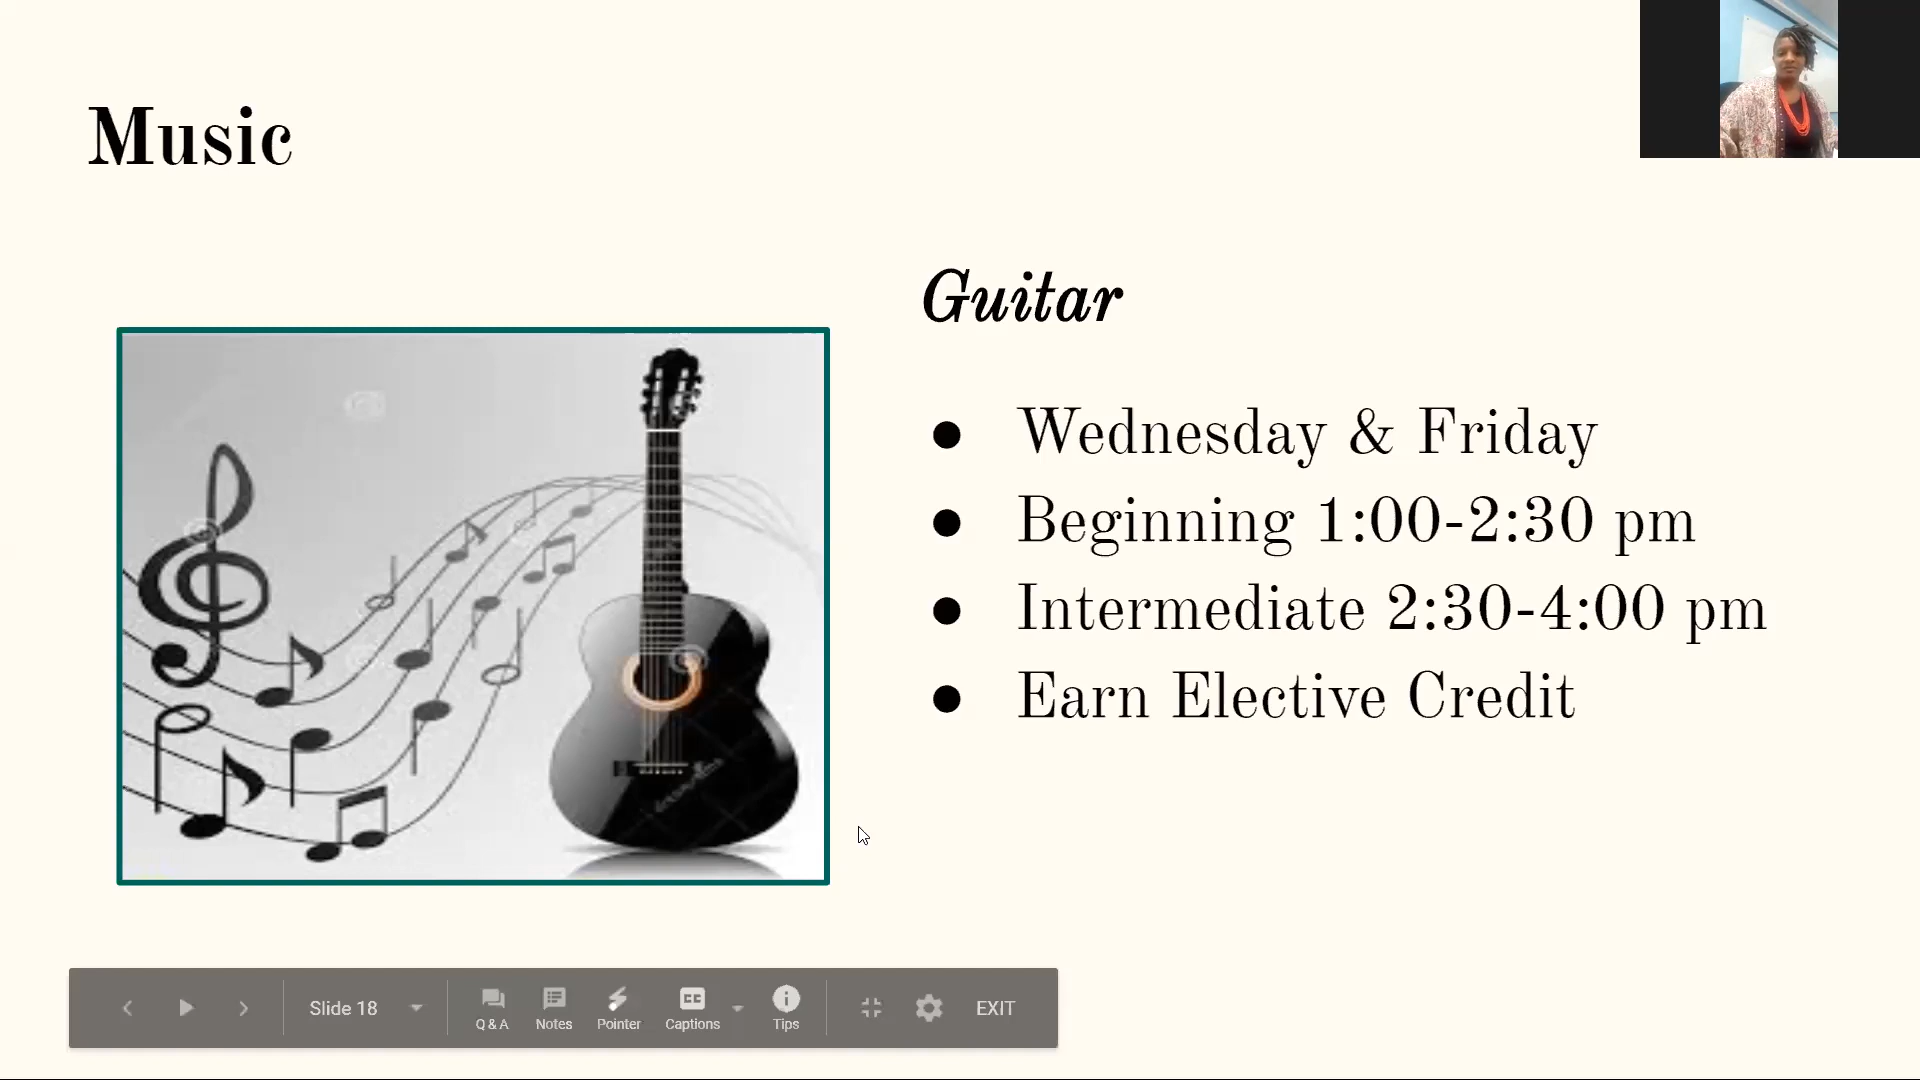 Music
Guitar
● Wednesday & Friday
● Beginning 1:00-2:30 pm
● Intermediate 2:30-4:00 pm
● Earn Elective Credit
Slide 18
Q & A
Notes
Pointer
CC
Captions
Tips
EXIT